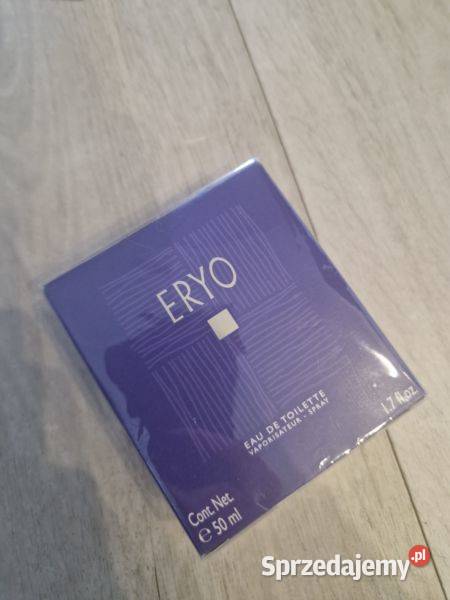 ERYO
EAU DE TOILETTE
VAPORISATEUR - SPRAY
Cont. Net.
e 50 ml
1.7 fl.oz
Sprzedajemy.pl